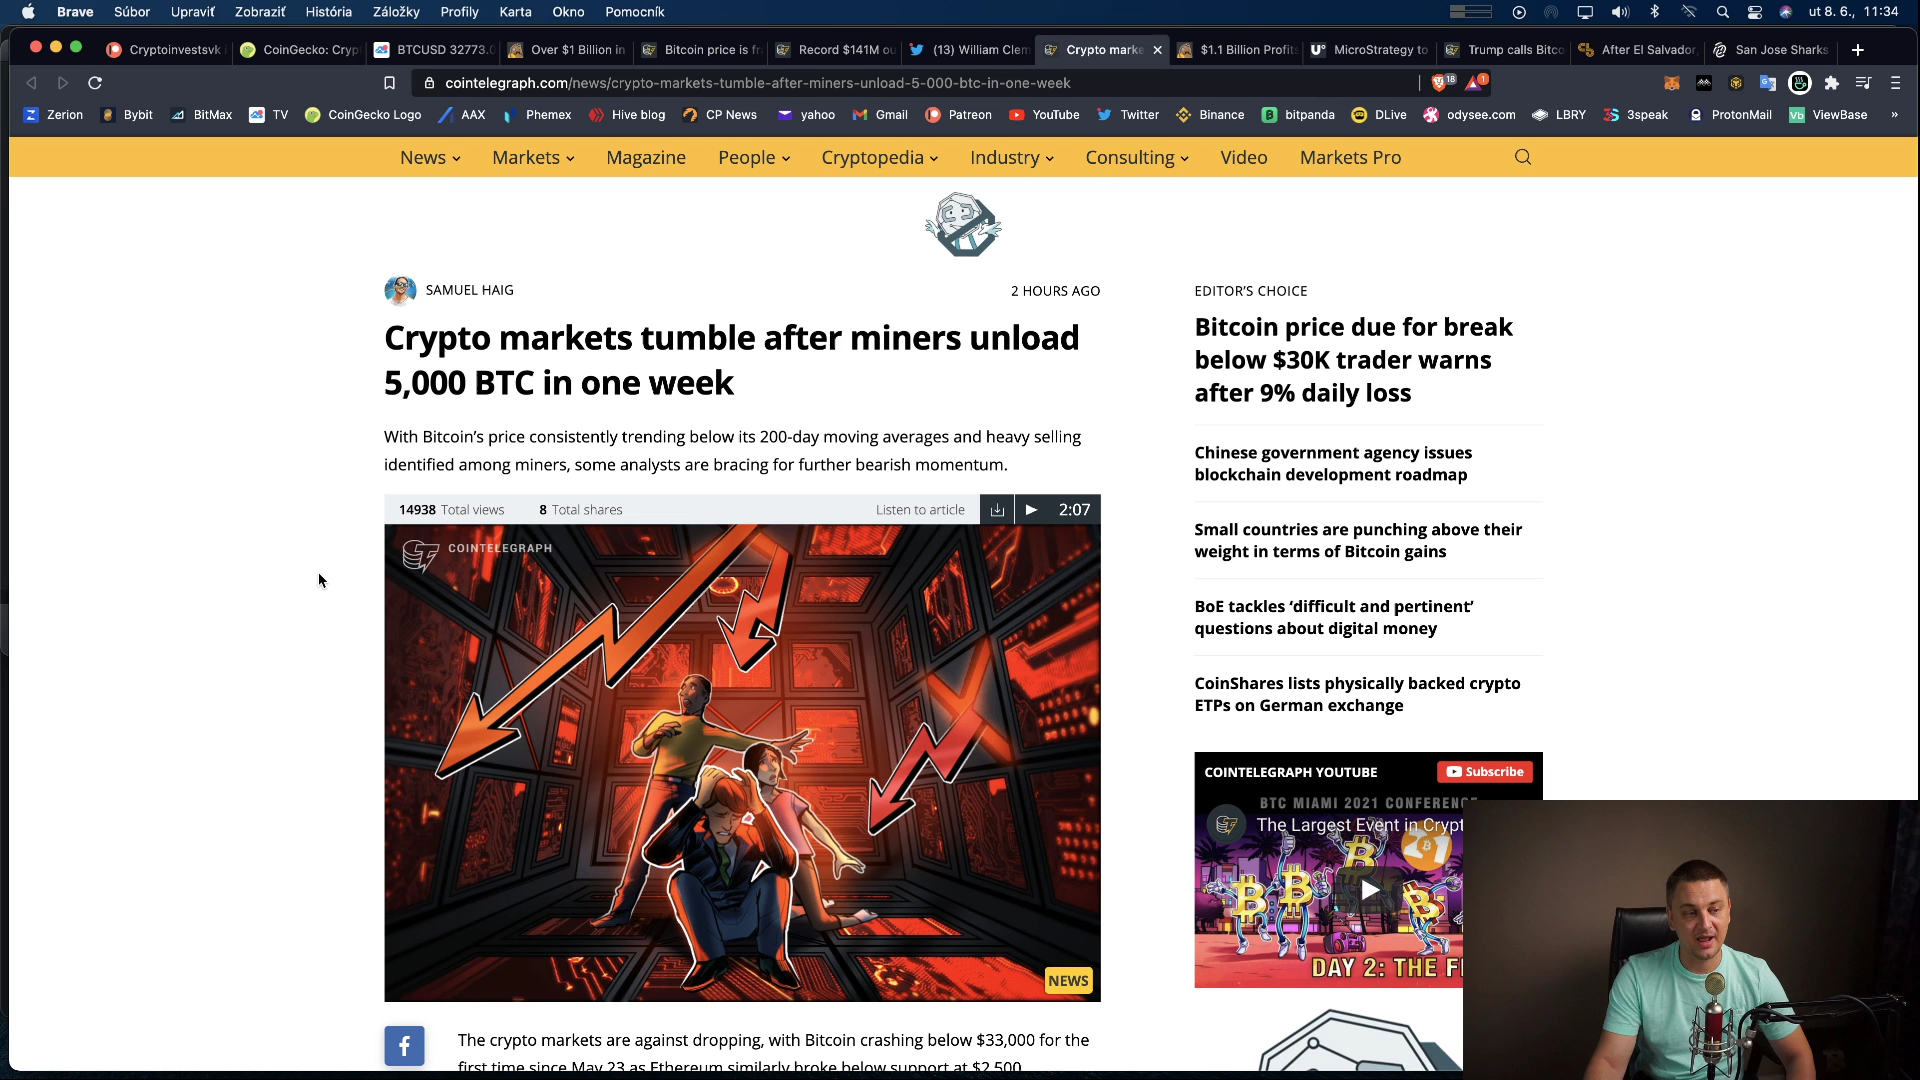 Brave Súbor Upraviť Zobraziť História Záložky Profily Karta Okno Pomocník ut 8. 6., 11:34
Cryptoinvestsvk CoinGecko: Cryp BTCUSD 32773. Over $1 Billion in Bitcoin price is fr Record $141M ou (13) William Clem Crypto marke $1.1 Billion Profit MicroStrategy to Trump calls Bitco After El Salvador, San Jose Sharks
cointelegraph.com/news/crypto-markets-tumble-after-miners-unload-5-000-btc-in-one-week 18 1
Zerion Bybit BitMax TV CoinGecko Logo AAX Phemex Hive blog CP News yahoo Gmail Patreon YouTube Twitter Binance bitpanda DLive odysee.com LBRY 3speak ProtonMail ViewBase »
News Markets Magazine People Cryptopedia Industry Consulting Video Markets Pro
SAMUEL HAIG 2 HOURS AGO
Crypto markets tumble after miners unload
5,000 BTC in one week
With Bitcoin’s price consistently trending below its 200-day moving averages and heavy selling
identified among miners, some analysts are bracing for further bearish momentum.
14938 Total views 8 Total shares Listen to article 2:07
COINTELEGRAPH
NEWS
The crypto markets are against dropping, with Bitcoin crashing below $33,000 for the
first time since May 23 as Ethereum similarly broke below support at $2,500
EDITOR’S CHOICE
Bitcoin price due for break
below $30K trader warns
after 9% daily loss
Chinese government agency issues
blockchain development roadmap
Small countries are punching above their
weight in terms of Bitcoin gains
BoE tackles ‘difficult and pertinent’
questions about digital money
CoinShares lists physically backed crypto
ETPs on German exchange
COINTELEGRAPH YOUTUBE Subscribe
BTC MIAMI 2021 CONFERENCE
The Largest Event in Crypt
DAY 2: THE F